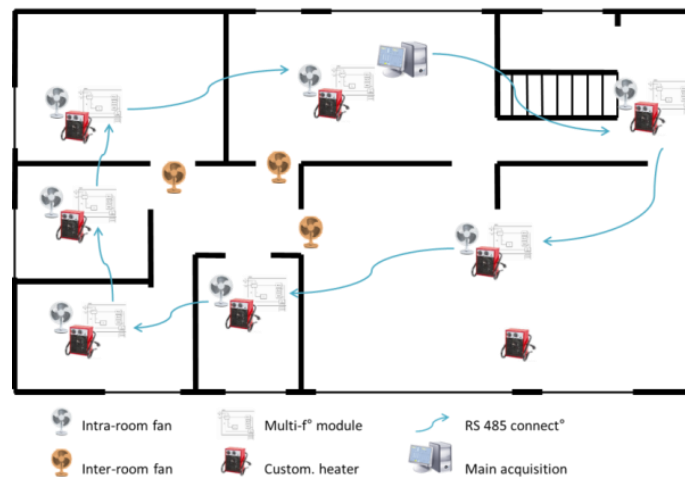 Intra-room fan
Multi-f° module
RS 485 connect°
Inter-room fan
Custom. heater
Main acquisition